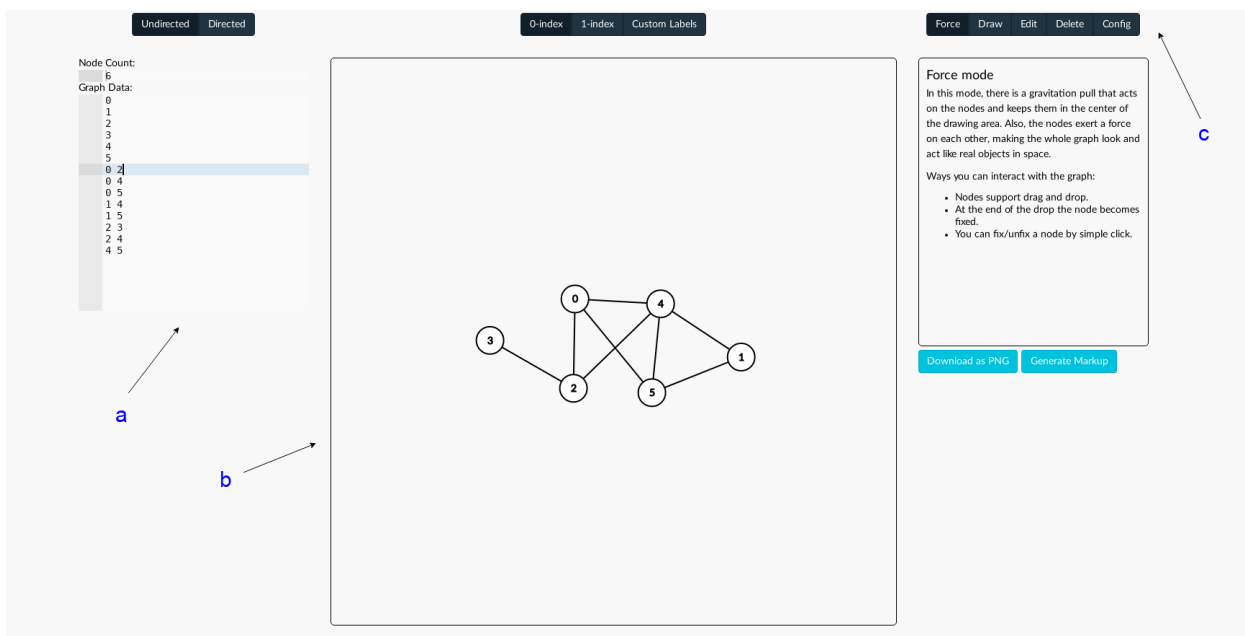 Undirected Directed
0-index 1-index Custom Labels
Force Draw Edit Delete Config
Node Count:
6
Graph Data:
0
1
2
3
4
5
0 2
0 4
0 5
1 4
1 5
2 3
2 4
4 5
a
b
0
4
3
1
2
5
Force mode
In this mode, there is a gravitation pull that acts
on the nodes and keeps them in the center of
the drawing area. Also, the nodes exert a force
on each other, making the whole graph look and
act like real objects in space.
Ways you can interact with the graph:
• Nodes support drag and drop.
• At the end of the drop the node becomes
fixed.
• You can fix/unfix a node by simple click.
Download as PNG Generate Markup
c